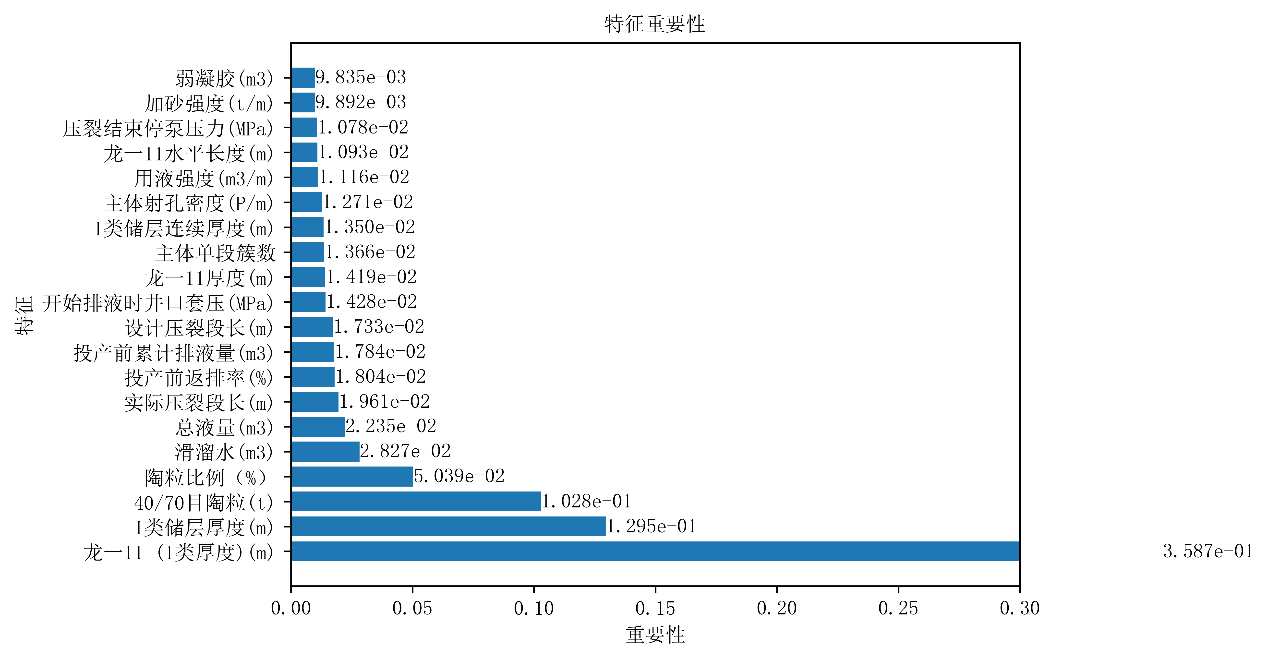 特征重要性
弱凝胶(m3) 9.835e-03
加砂强度(t/m) 9.892e 03
压裂结束停泵压力(MPa) 1.078e-02
龙一11水平长度(m) 1.093e-02
用液强度(m3/m) 1.116e-02
主体射孔密度(P/m) 1.271e-02
1类储层连续厚度(m) 1.350e-02
主体单段簇数 1.366e-02
龙一11厚度(m) 1.419e-02
开始排液时井口套压(MPa) 1.428e-02
设计压裂段长(m) 1.733e-02
投产前累计排液量(m3) 1.784e-02
投产前返排率(%) 1.804e-02
实际压裂段长(m) 1.961e-02
总液量(m3) 2.235e 02
滑溜水(m3) 2.827e 02
陶粒比例（%） 5.039e-02
40/70目陶粒(t) 1.028e-01
1类储层厚度(m) 1.295e-01
龙一11 (1类厚度)(m) 3.587e-01
特征
0.00 0.05 0.10 0.15 0.20 0.25 0.30
重要性